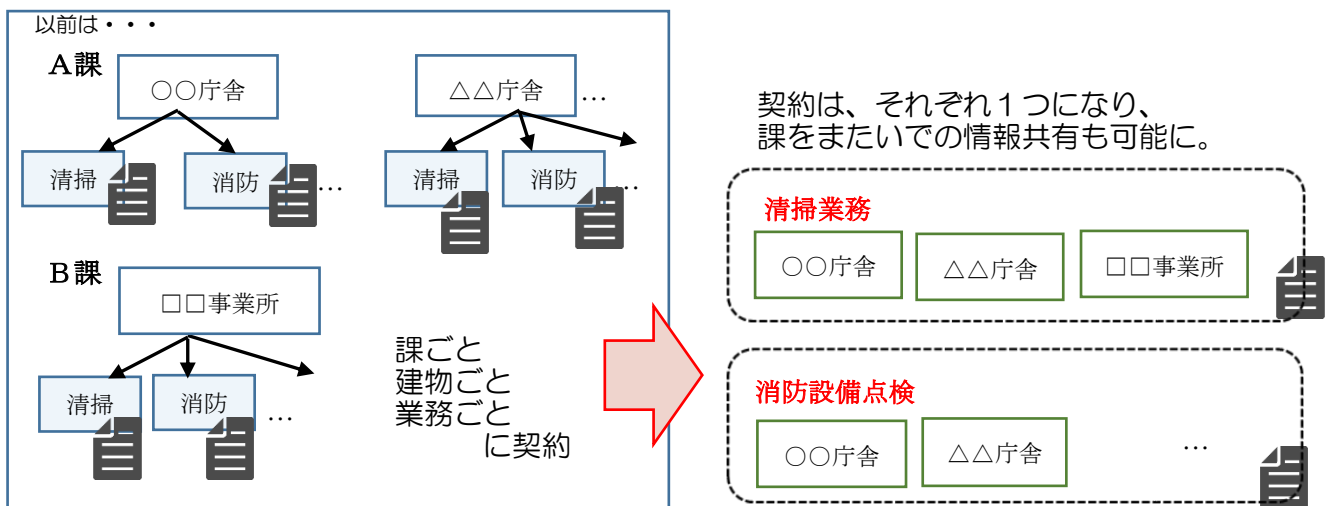 以前は・・・
A課
○○庁舎
△△庁舎
…
清掃
消防
…
清掃
消防
…
B課
□□事業所
清掃
消防
…
課ごと
建物ごと
業務ごと
に契約
契約は、それぞれ１つになり、
課をまたいでの情報共有も可能に。
清掃業務
○○庁舎
△△庁舎
□□事業所
消防設備点検
○○庁舎
△△庁舎
…